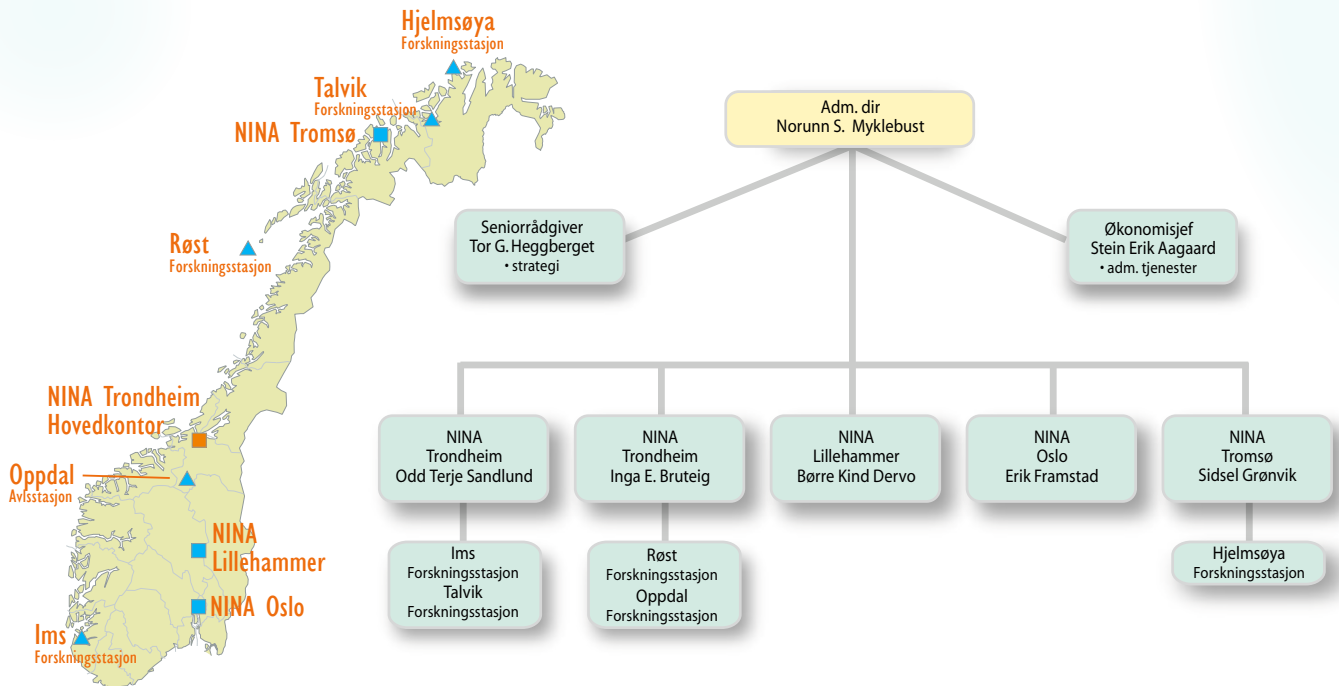 Hjelmsøya
Forskningsstasjon
Talvik
Forskningsstasjon
NINA Tromsø
Røst
Forskningsstasjon
NINA Trondheim
Hovedkontor
Oppdal
Avlsstasjon
NINA
Lillehammer
NINA Oslo
Ims
Forskningsstasjon
Adm. dir
Norunn S. Myklebust
Seniorrådgiver
Tor G. Heggberget
• strategi
Økonomisjef
Stein Erik Aagaard
• adm. tjenester
NINA
Trondheim
Odd Terje Sandlund
NINA
Trondheim
Inga E. Bruteig
NINA
Lillehammer
Børre Kind Dervo
NINA
Oslo
Erik Framstad
NINA
Tromsø
Sidsel Grønvik
Ims
Forskningsstasjon
Talvik
Forskningsstasjon
Røst
Forskningsstasjon
Oppdal
Forskningsstasjon
Hjelmsøya
Forskningsstasjon